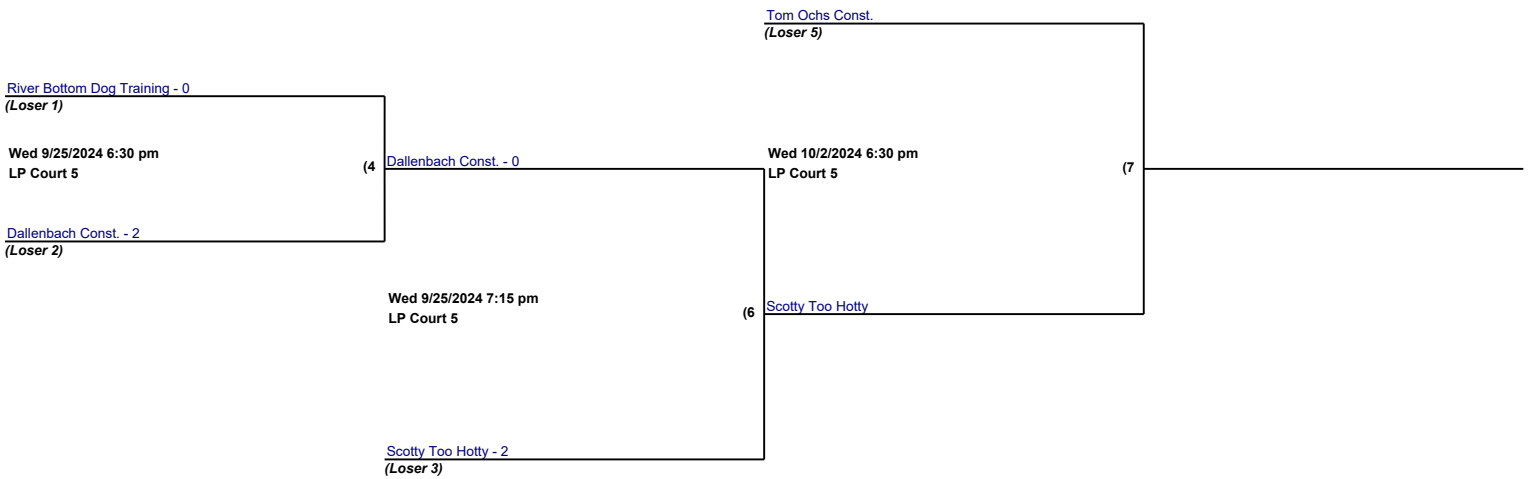 Tom Ochs Const.
(Loser 5)
River Bottom Dog Training - 0
(Loser 1)
Wed 9/25/2024 6:30 pm
LP Court 5
(4
Dallenbach Const. - 0
Wed 10/2/2024 6:30 pm
LP Court 5
(7
Dallenbach Const. - 2
(Loser 2)
Wed 9/25/2024 7:15 pm
LP Court 5
(6
Scotty Too Hotty
Scotty Too Hotty - 2
(Loser 3)